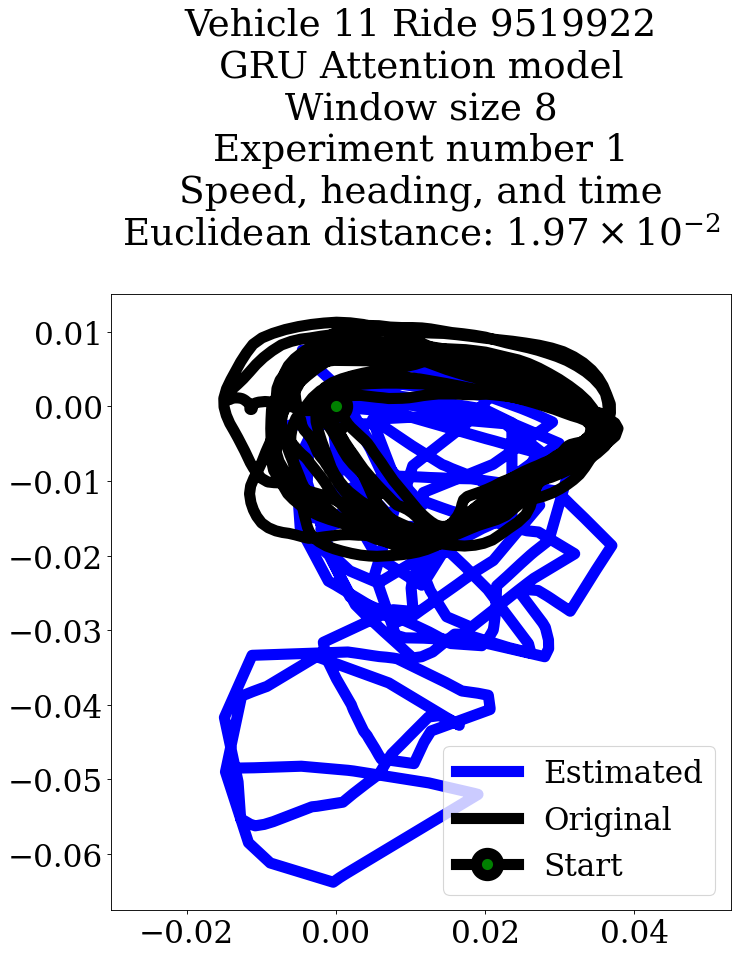 Vehicle 11 Ride 9519922
GRU Attention model
Window size 8
Experiment number 1
Speed, heading, and time
Euclidean distance: 1.97 × 10⁻²
0.01
0.00
−0.01
−0.02
−0.03
−0.04
−0.05
−0.06
Estimated
Original
Start
−0.02 0.00 0.02 0.04